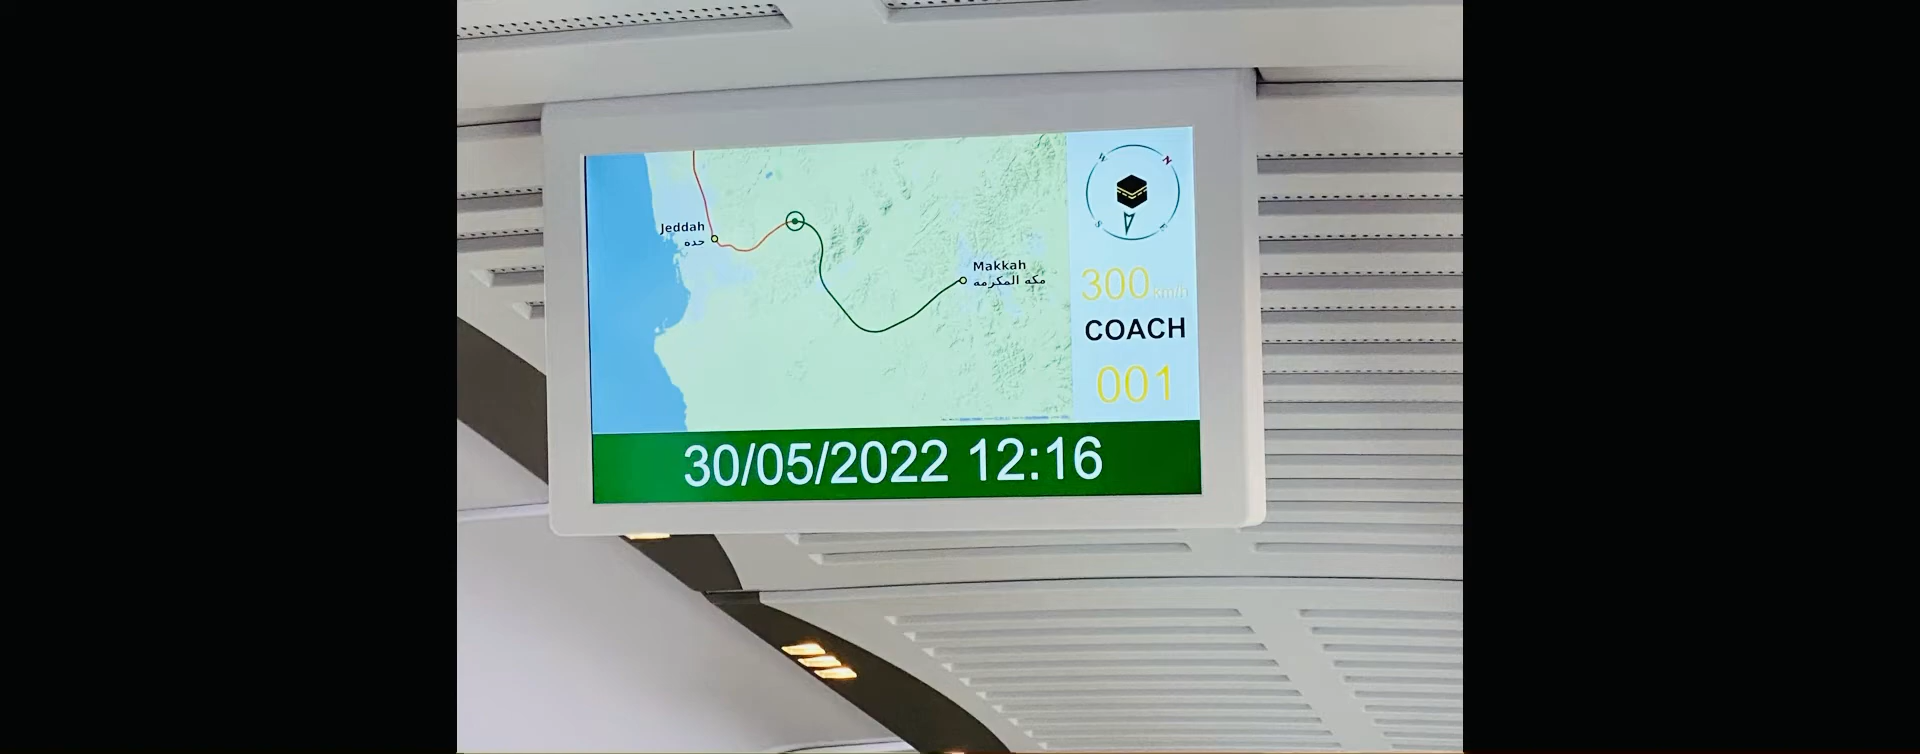 Jeddah
جده
Makkah
مكه المكرمه
W
N
S
E
300 km/h
COACH
001
30/05/2022 12:16